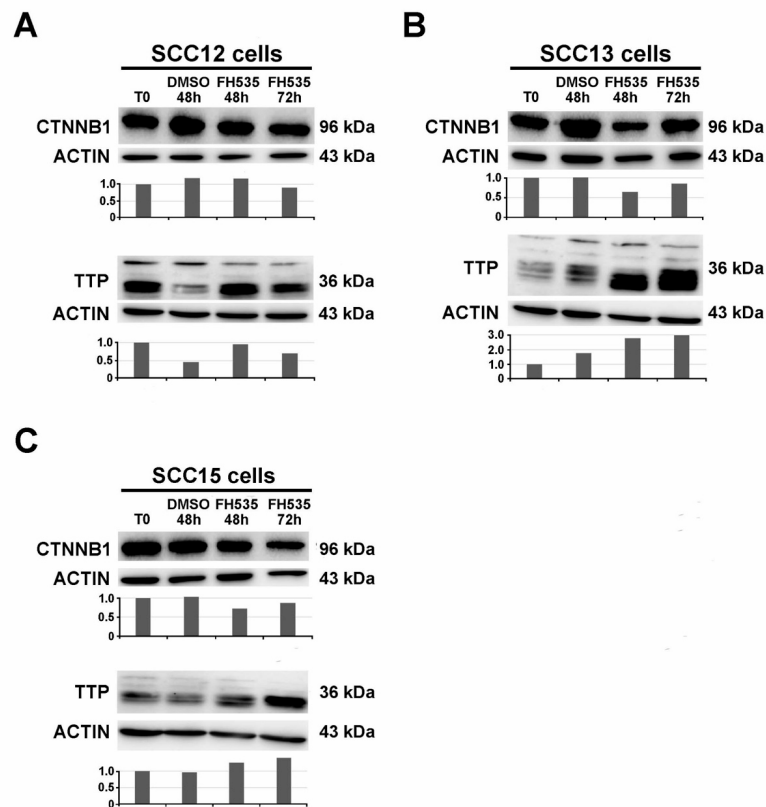 A
SCC12 cells
T0 DMSO 48h FH535 48h FH535 72h
CTNNB1 96 kDa
ACTIN 43 kDa
1.0
0.5
0
TTP 36 kDa
ACTIN 43 kDa
1.0
0.5
0
B
SCC13 cells
T0 DMSO 48h FH535 48h FH535 72h
CTNNB1 96 kDa
ACTIN 43 kDa
1.0
0.5
0
TTP 36 kDa
ACTIN 43 kDa
3.0
2.0
1.0
0
C
SCC15 cells
T0 DMSO 48h FH535 48h FH535 72h
CTNNB1 96 kDa
ACTIN 43 kDa
1.0
0.5
0
TTP 36 kDa
ACTIN 43 kDa
1.0
0.5
0